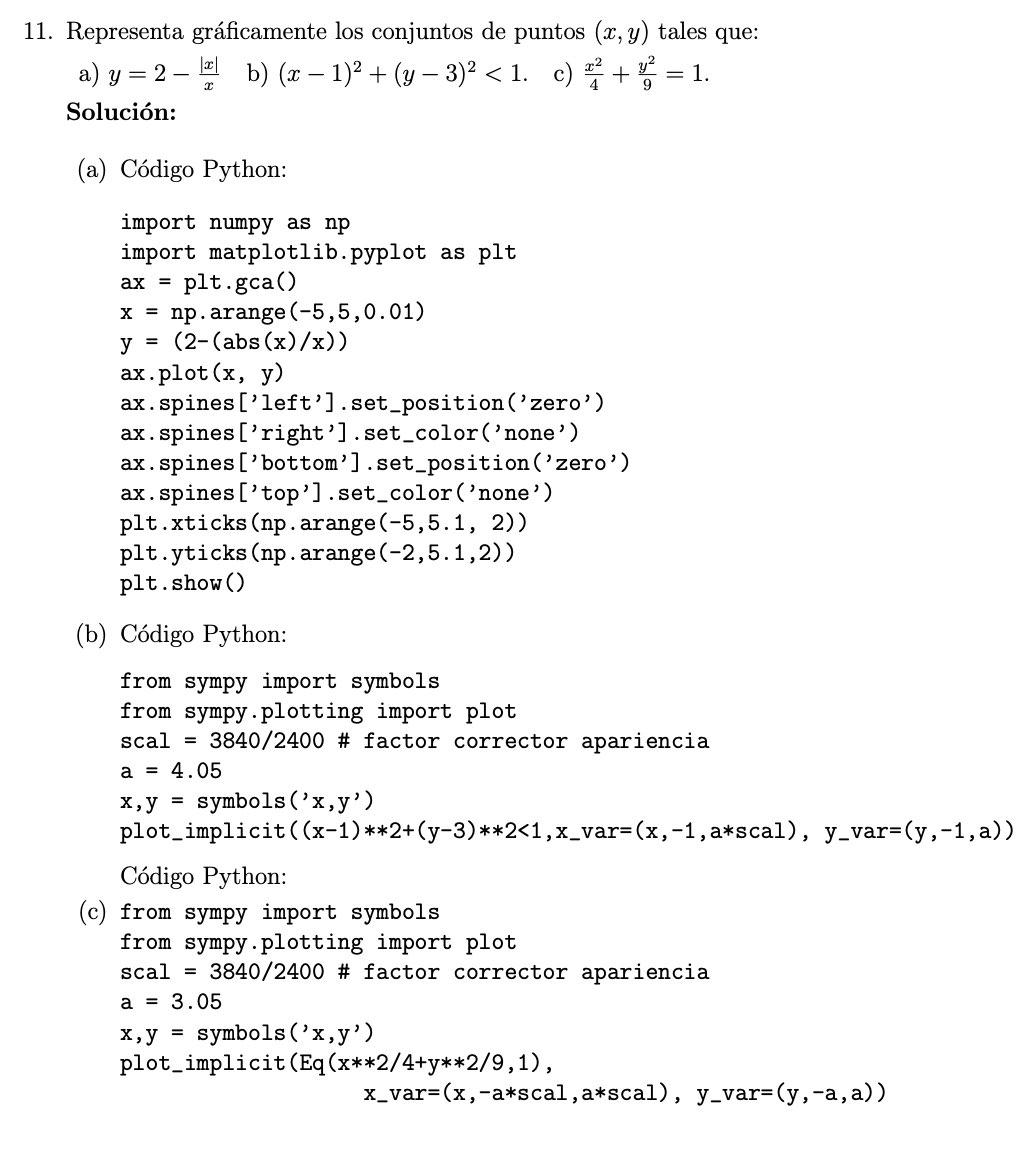 11. Representa gráficamente los conjuntos de puntos (x, y) tales que:
a) y = 2 − |x|/x b) (x − 1)² + (y − 3)² < 1. c) x²/4 + y²/9 = 1.
Solución:
(a) Código Python:
import numpy as np
import matplotlib.pyplot as plt
ax = plt.gca()
x = np.arange(-5,5,0.01)
y = (2-(abs(x)/x))
ax.plot(x, y)
ax.spines[’left’].set_position(’zero’)
ax.spines[’right’].set_color(’none’)
ax.spines[’bottom’].set_position(’zero’)
ax.spines[’top’].set_color(’none’)
plt.xticks(np.arange(-5,5.1, 2))
plt.yticks(np.arange(-2,5.1,2))
plt.show()
(b) Código Python:
from sympy import symbols
from sympy.plotting import plot
scal = 3840/2400 # factor corrector apariencia
a = 4.05
x,y = symbols(’x,y’)
plot_implicit((x-1)**2+(y-3)**2<1,x_var=(x,-1,a*scal), y_var=(y,-1,a))
Código Python:
(c) from sympy import symbols
from sympy.plotting import plot
scal = 3840/2400 # factor corrector apariencia
a = 3.05
x,y = symbols(’x,y’)
plot_implicit(Eq(x**2/4+y**2/9,1),
x_var=(x,-a*scal,a*scal), y_var=(y,-a,a))